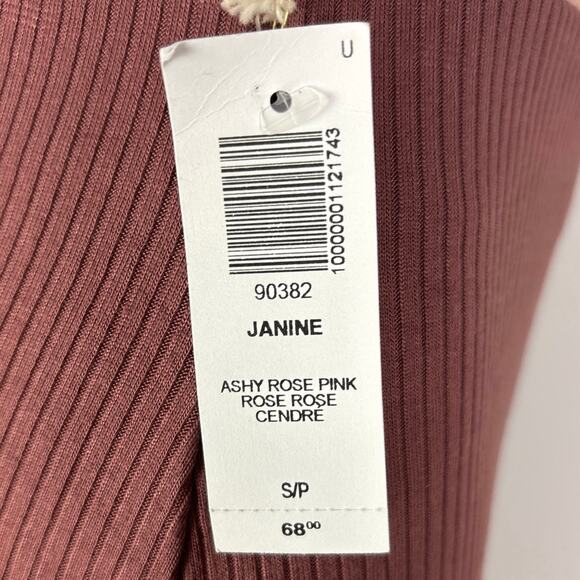 U
10000001121743
90382
JANINE
ASHY ROSE PINK
ROSE ROSE
CENDRÉ
S/P
68⁰⁰